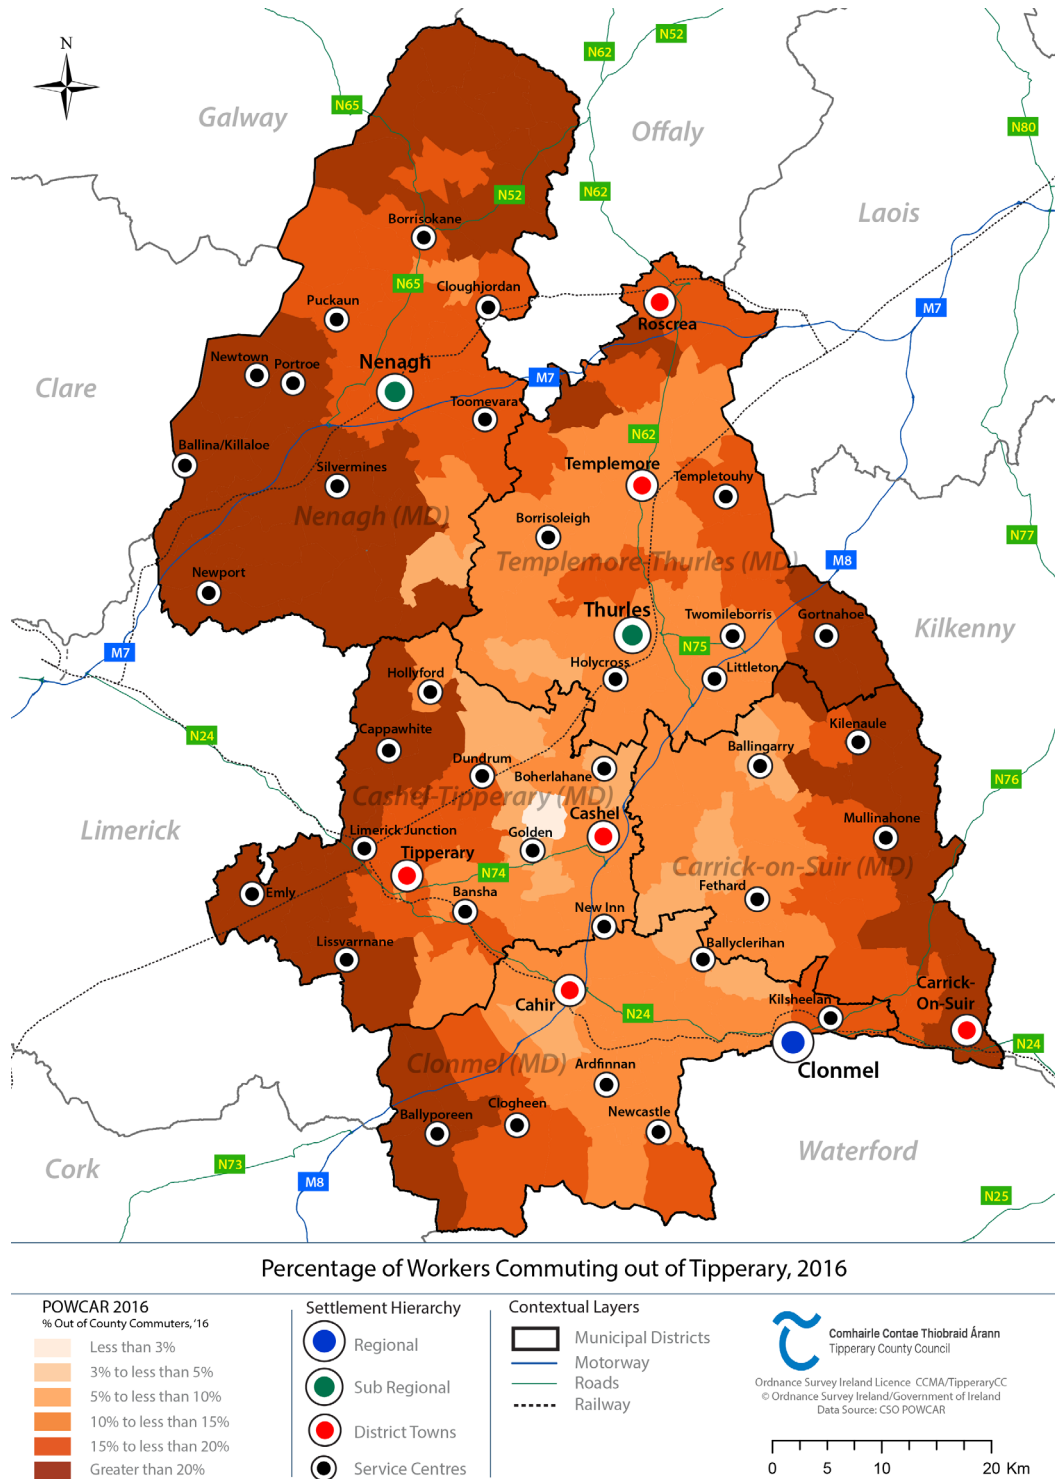 N
N52
N62
N65
Galway
Offaly
N80
N62
N52
Laois
Borrisokane
N65
Cloughjordan
Puckaun
M7
Roscrea
Newtown
Portroe
Nenagh
Clare
M7
Toomevara
N62
Ballina/Killaloe
Silvermines
Templemore
Templetouhy
Nenagh (MD)
Borrisoleigh
N77
Templemore-Thurles (MD)
M8
Newport
Thurles
Twomileborris
Gortnahoe
Kilkenny
M7
N75
Holycross
Littleton
Hollyford
Cappawhite
Kilenaule
N24
Ballingarry
Dundrum
Boherlahane
N76
Cashel-Tipperary (MD)
Cashel
Mullinahone
Limerick
Limerick Junction
Golden
Tipperary
Carrick-on-Suir (MD)
N74
Emly
Bansha
Fethard
New Inn
Lissvarrnane
Ballyclerihan
Carrick-
On-Suir
Cahir
Kilsheelan
N24
N24
Clonmel (MD)
Clonmel
Ardfinnan
Clogheen
Ballyporeen
Newcastle
Waterford
Cork
N73
M8
N25
Percentage of Workers Commuting out of Tipperary, 2016
POWCAR 2016
% Out of County Commuters, '16
Less than 3%
3% to less than 5%
5% to less than 10%
10% to less than 15%
15% to less than 20%
Greater than 20%
Settlement Hierarchy
Regional
Sub Regional
District Towns
Service Centres
Contextual Layers
Municipal Districts
Motorway
Roads
Railway
Comhairle Contae Thiobraid Árann
Tipperary County Council
Ordnance Survey Ireland Licence CCMA/TipperaryCC
© Ordnance Survey Ireland/Government of Ireland
Data Source: CSO POWCAR
0 5 10 20 Km